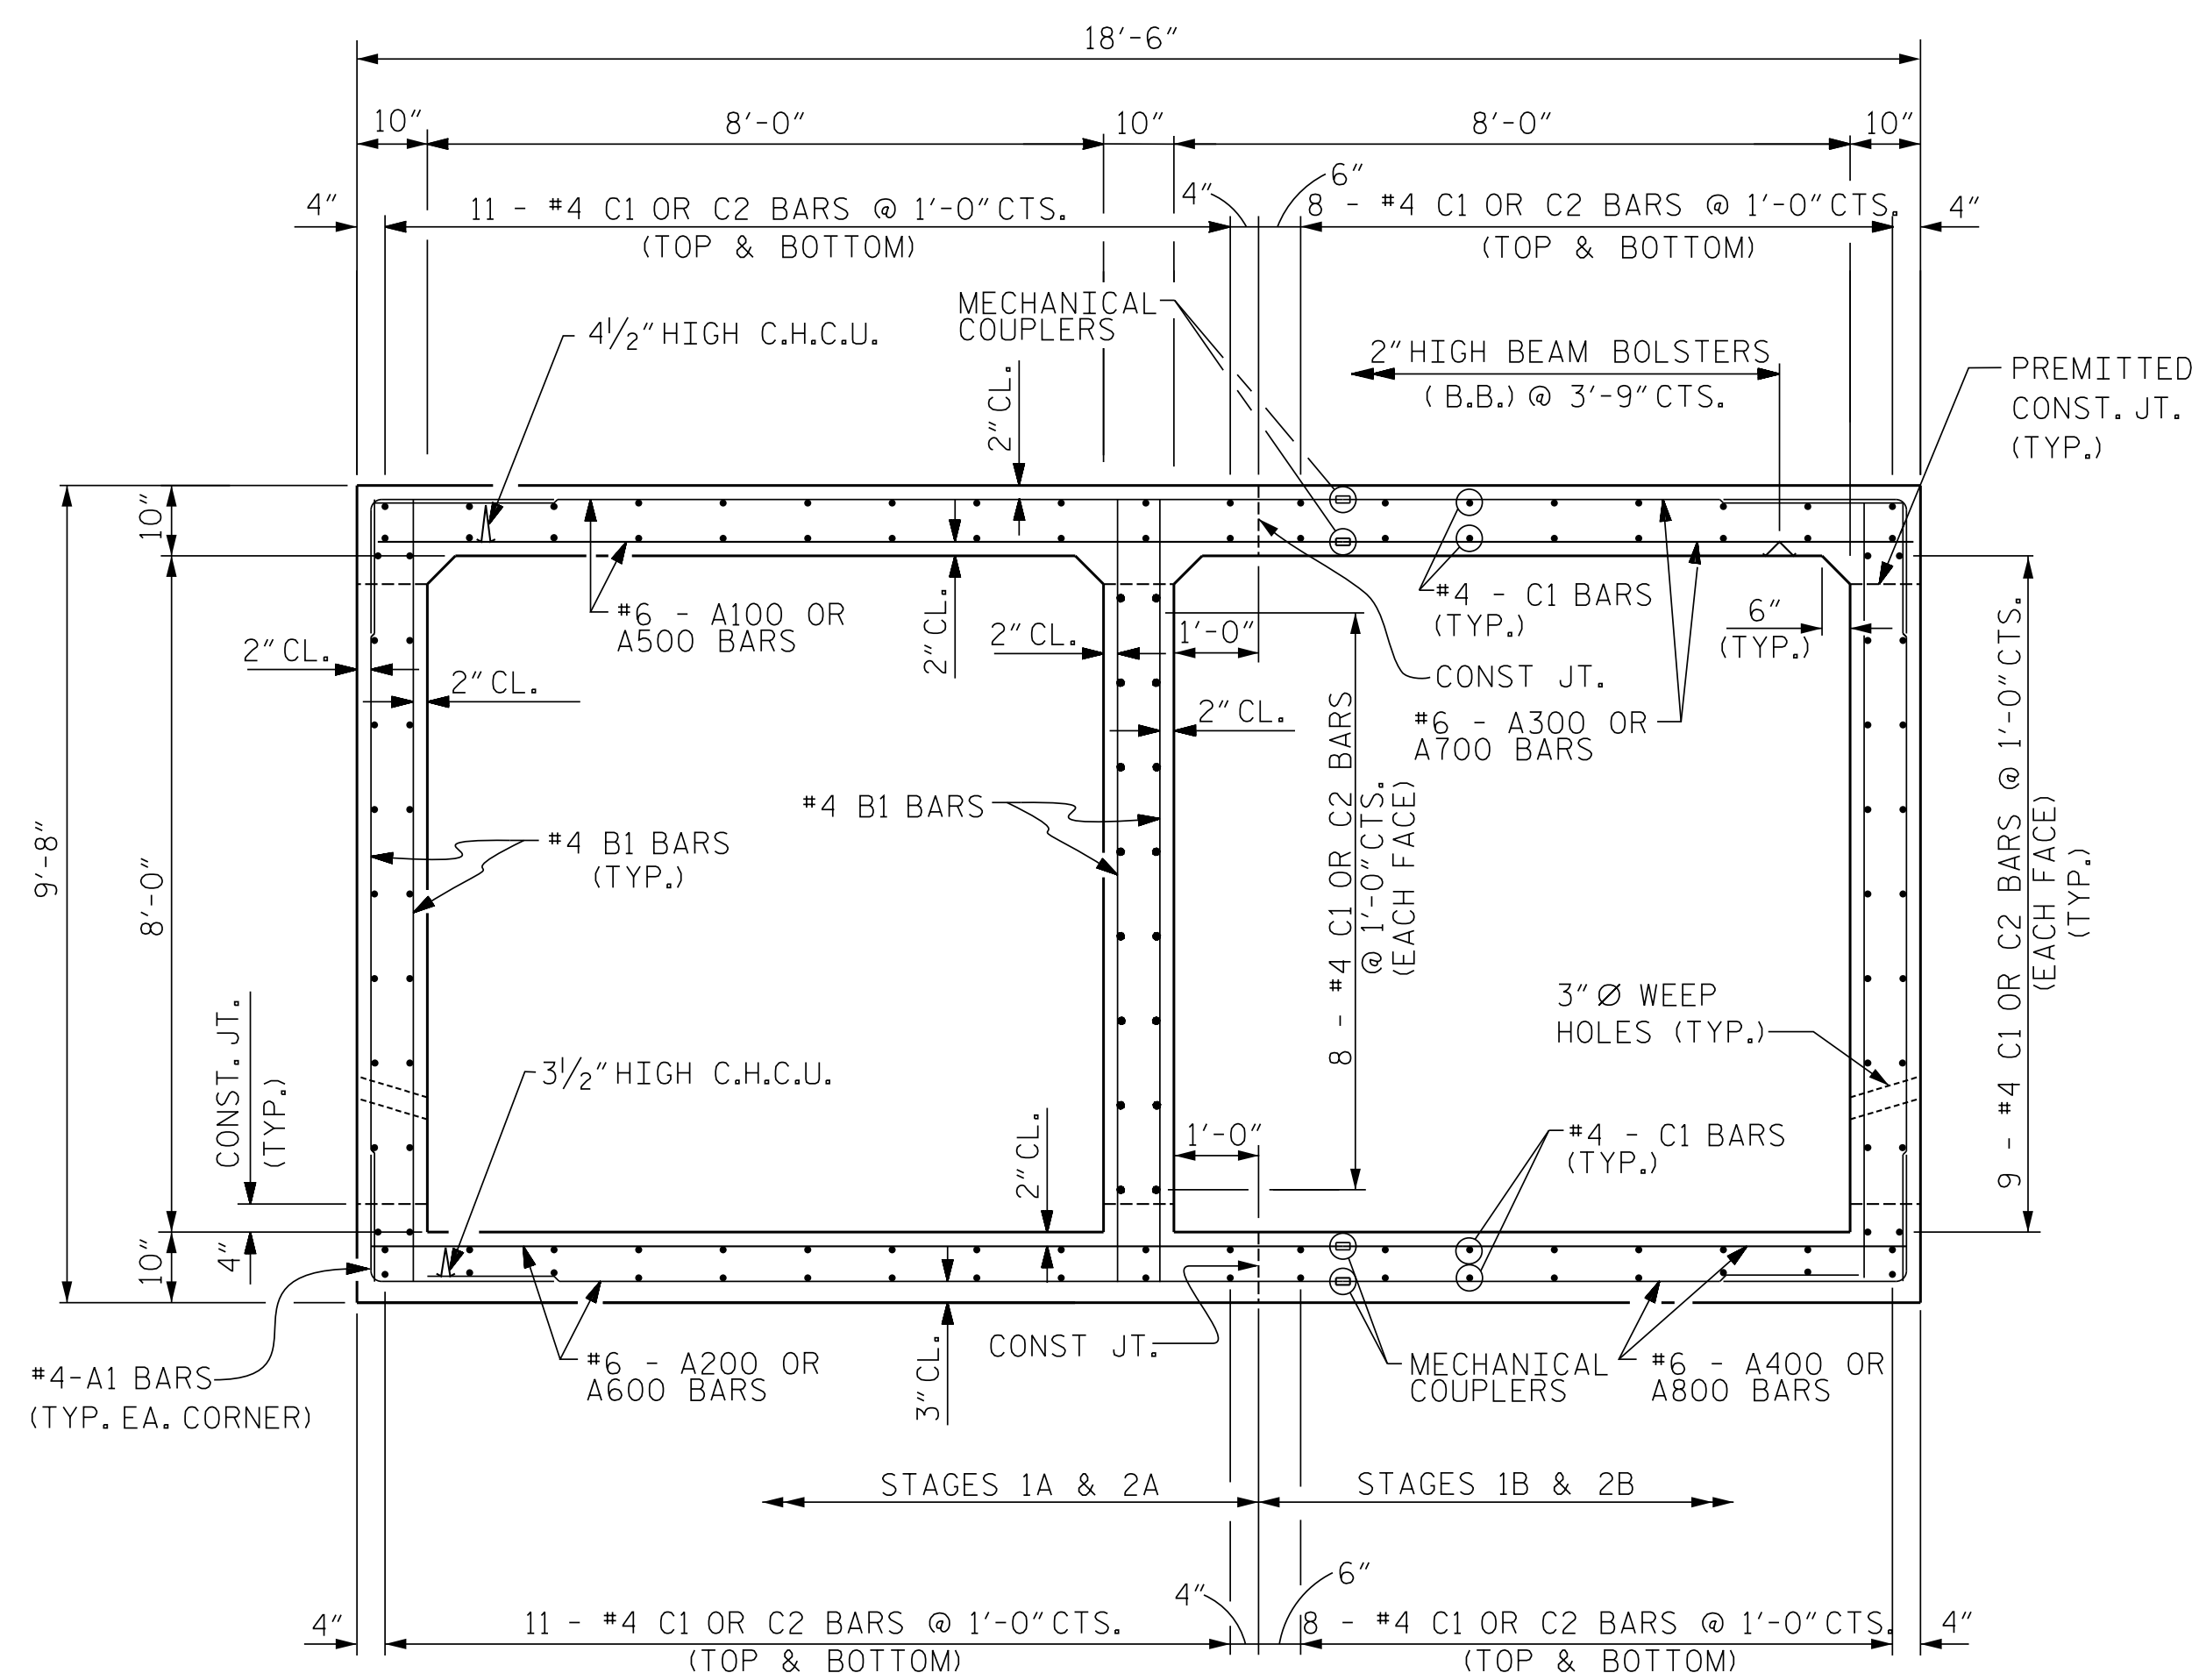 18'-6"
10"
8'-0"
10"
8'-0"
10"
4"
11 - #4 C1 OR C2 BARS @ 1'-0" CTS.
(TOP & BOTTOM)
4"
6"
8 - #4 C1 OR C2 BARS @ 1'-0" CTS.
(TOP & BOTTOM)
4"
MECHANICAL
COUPLERS
4½" HIGH C.H.C.U.
2" CL.
2" HIGH BEAM BOLSTERS
(B.B.) @ 3'-9" CTS.
PREMITTED
CONST. JT.
(TYP.)
10"
#6 - A100 OR
A500 BARS
2" CL.
2" CL.
2" CL.
2" CL.
1'-0"
#4 - C1 BARS
(TYP.)
6"
(TYP.)
CONST JT.
2" CL.
#6 - A300 OR
A700 BARS
9'-8"
8'-0"
#4 B1 BARS
(TYP.)
#4 B1 BARS
8 - #4 C1 OR C2 BARS
@ 1'-0" CTS.
(EACH FACE)
9 - #4 C1 OR C2 BARS @ 1'-0" CTS.
(EACH FACE)
(TYP.)
3" Ø WEEP
HOLES (TYP.)
CONST. JT.
(TYP.)
3½" HIGH C.H.C.U.
2" CL.
1'-0"
#4 - C1 BARS
(TYP.)
10"
4"
#4-A1 BARS
(TYP. EA. CORNER)
#6 - A200 OR
A600 BARS
3" CL.
CONST JT.
MECHANICAL
COUPLERS
#6 - A400 OR
A800 BARS
STAGES 1A & 2A
STAGES 1B & 2B
4"
11 - #4 C1 OR C2 BARS @ 1'-0" CTS.
(TOP & BOTTOM)
4"
6"
8 - #4 C1 OR C2 BARS @ 1'-0" CTS.
(TOP & BOTTOM)
4"